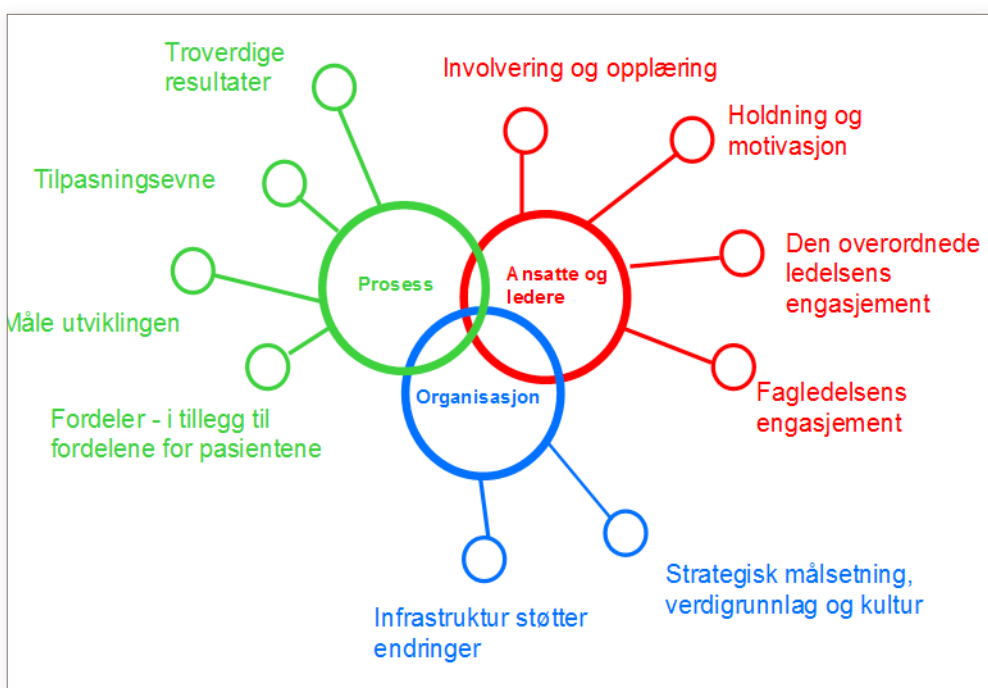 Troverdige
resultater
Tilpasningsevne
Måle utviklingen
Fordeler - i tillegg til
fordelene for pasientene
Prosess
Involvering og opplæring
Holdning og
motivasjon
Den overordnede
ledelsens
engasjement
Fagledelsens
engasjement
Ansatte og
ledere
Organisasjon
Infrastruktur støtter
endringer
Strategisk målsetning,
verdigrunnlag og kultur